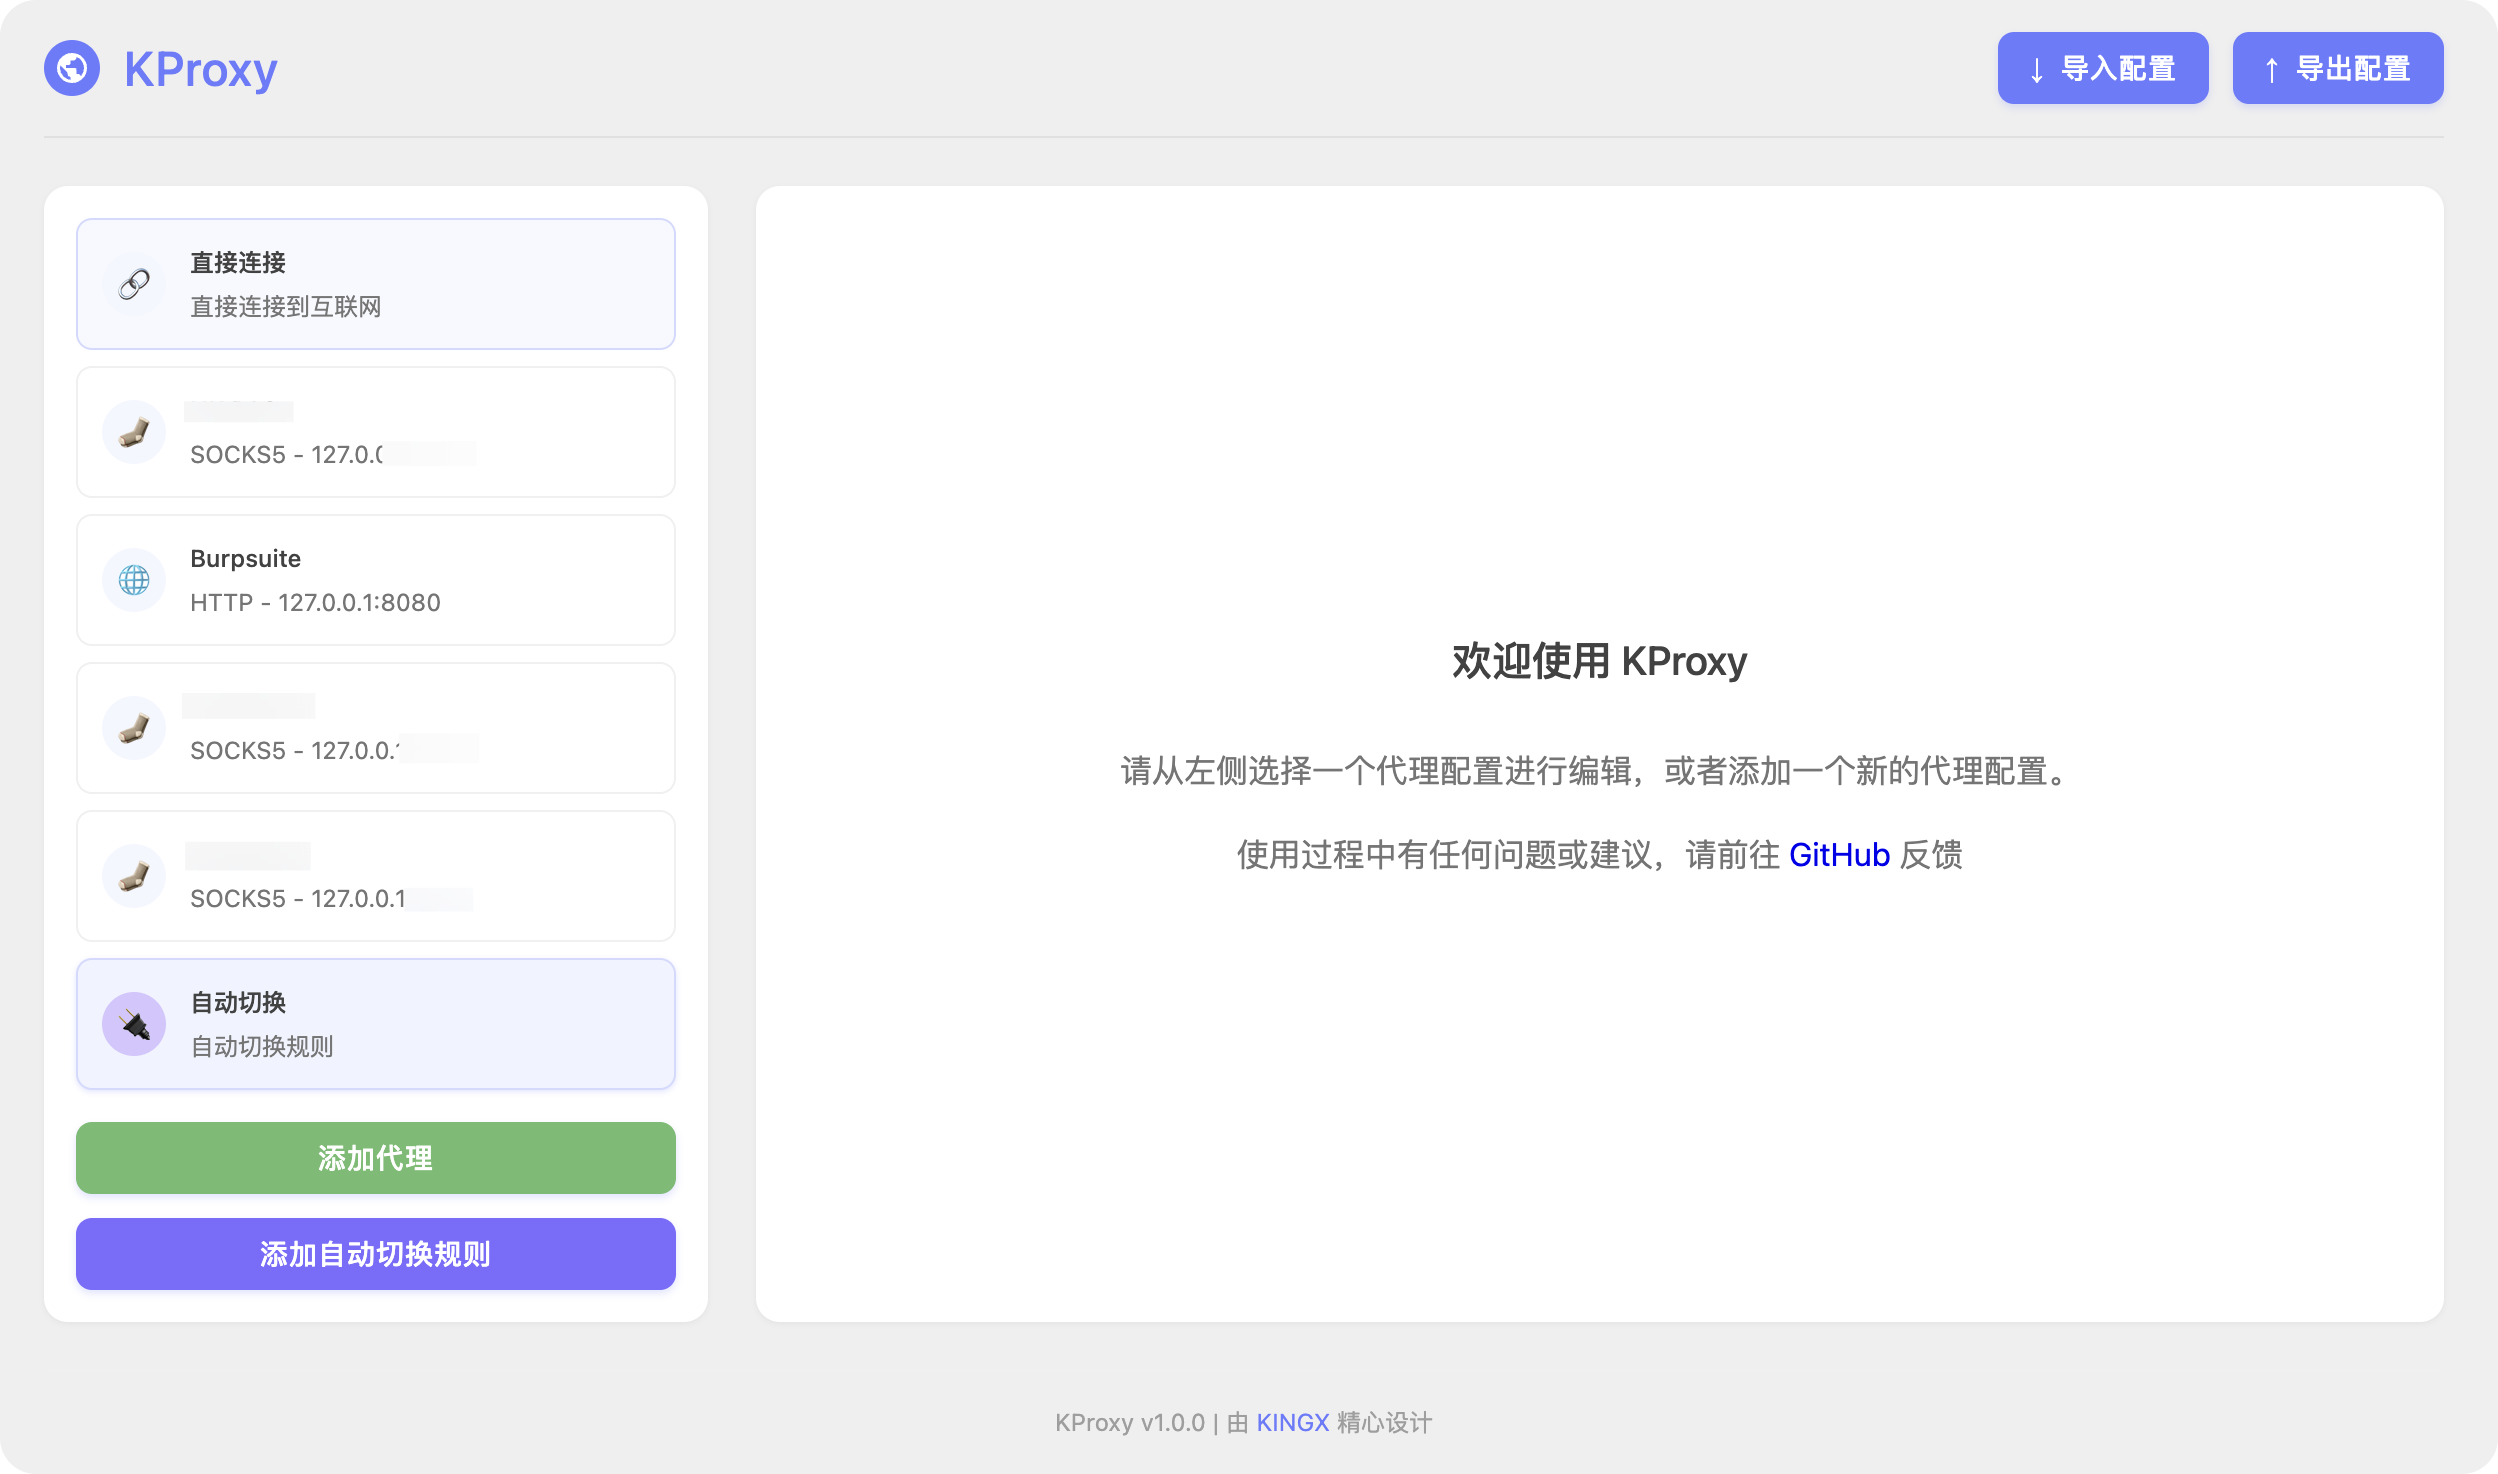 KProxy
↓ 导入配置
↑ 导出配置
直接连接
直接连接到互联网
SOCKS5 - 127.0.
Burpsuite
HTTP - 127.0.0.1:8080
SOCKS5 - 127.0.0.
SOCKS5 - 127.0.0.1
自动切换
自动切换规则
添加代理
添加自动切换规则
欢迎使用 KProxy
请从左侧选择一个代理配置进行编辑，或者添加一个新的代理配置。
使用过程中有任何问题或建议，请前往 GitHub 反馈
KProxy v1.0.0 | 由 KINGX 精心设计